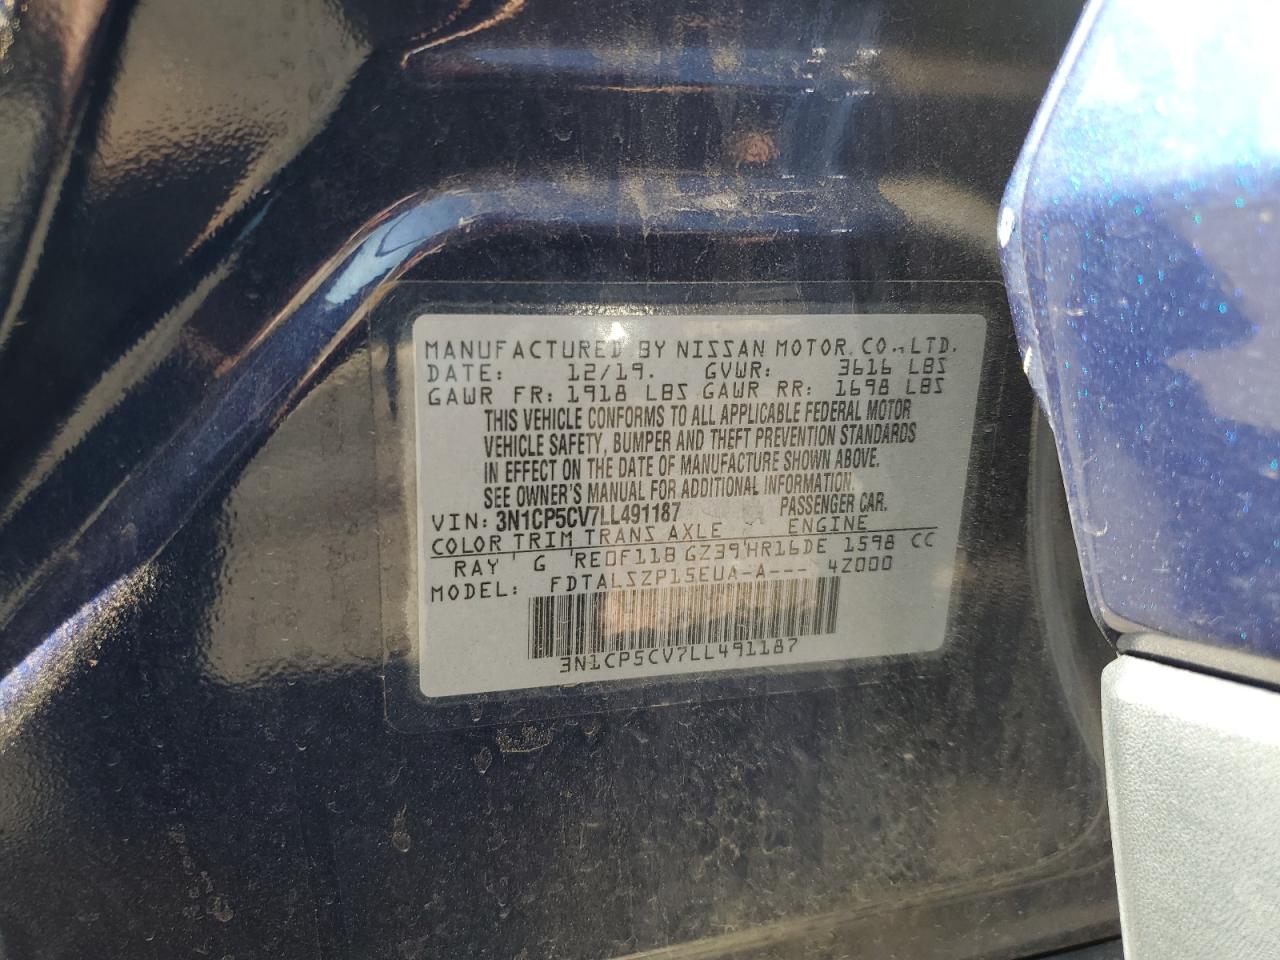 MANUFACTURED BY NISSAN MOTOR CO., LTD.
DATE: 12/19. GVWR: 3616 LBS
GAWR FR: 1918 LBS GAWR RR: 1698 LBS
THIS VEHICLE CONFORMS TO ALL APPLICABLE FEDERAL MOTOR
VEHICLE SAFETY, BUMPER AND THEFT PREVENTION STANDARDS
IN EFFECT ON THE DATE OF MANUFACTURE SHOWN ABOVE.
SEE OWNER'S MANUAL FOR ADDITIONAL INFORMATION.
VIN: 3N1CP5CV7LL491187 PASSENGER CAR.
COLOR TRIM TRANS AXLE ENGINE
RAY G RE0F11B GZ39 HR16DE 1598 CC
MODEL: FDTALSZP15EUA-A--- 4Z000
3N1CP5CV7LL491187